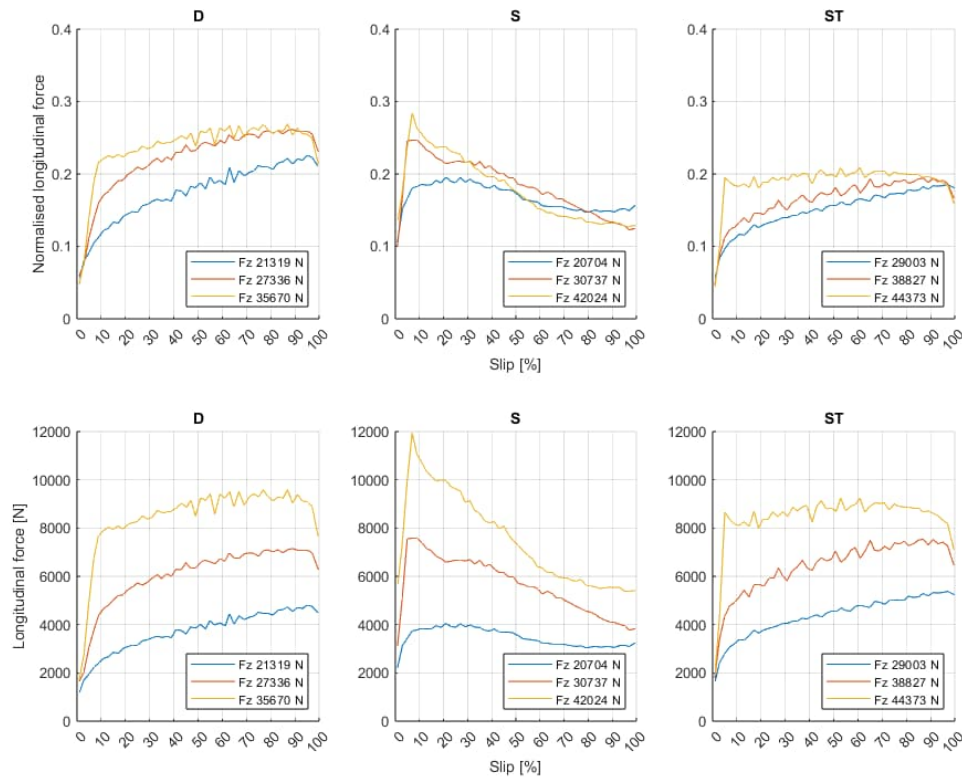 D
S
ST
Normalised longitudinal force
0.4
0.3
0.2
0.1
0
Fz 21319 N
Fz 27336 N
Fz 35670 N
0 10 20 30 40 50 60 70 80 90 100
0.4
0.3
0.2
0.1
0
Fz 20704 N
Fz 30737 N
Fz 42024 N
0 10 20 30 40 50 60 70 80 90 100
Slip [%]
0.4
0.3
0.2
0.1
0
Fz 29003 N
Fz 38827 N
Fz 44373 N
0 10 20 30 40 50 60 70 80 90 100
D
S
ST
Longitudinal force [N]
12000
10000
8000
6000
4000
2000
0
Fz 21319 N
Fz 27336 N
Fz 35670 N
0 10 20 30 40 50 60 70 80 90 100
12000
10000
8000
6000
4000
2000
0
Fz 20704 N
Fz 30737 N
Fz 42024 N
0 10 20 30 40 50 60 70 80 90 100
Slip [%]
12000
10000
8000
6000
4000
2000
0
Fz 29003 N
Fz 38827 N
Fz 44373 N
0 10 20 30 40 50 60 70 80 90 100